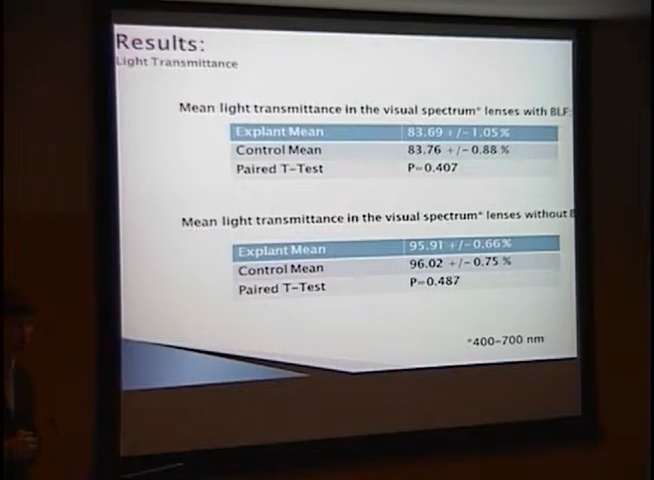 Results:
Light Transmittance
Mean light transmittance in the visual spectrum* lenses with BLF:
Explant Mean 83.69 +/-1.05%
Control Mean 83.76 +/-0.88 %
Paired T-Test P=0.407
Mean light transmittance in the visual spectrum* lenses without
Explant Mean 95.91 +/-0.66%
Control Mean 96.02 +/-0.75 %
Paired T-Test P=0.487
*400-700 nm